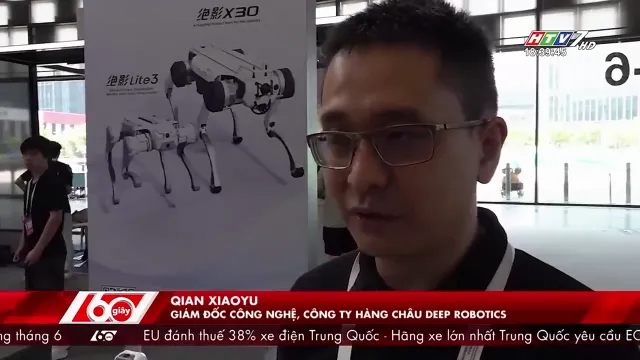 绝影X30
HTV7 HD
绝影Lite3
QIAN XIAOYU
60 giây
GIÁM ĐỐC CÔNG NGHỆ, CÔNG TY HÀNG CHÂU DEEP ROBOTICS
ng tháng 6
60
EU đánh thuế 38% xe điện Trung Quốc - Hãng xe lớn nhất Trung Quốc yêu cầu EC